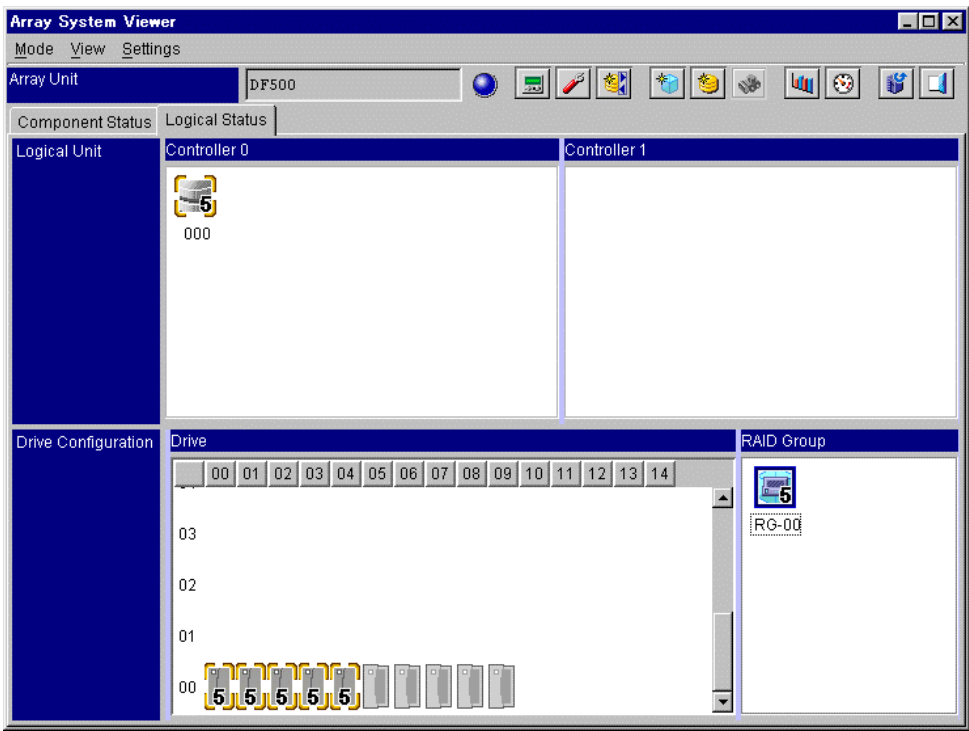 Array System Viewer
Mode View Settings
Array Unit DF500
Component Status Logical Status
Logical Unit Controller 0 Controller 1
5
000
Drive Configuration Drive RAID Group
00 01 02 03 04 05 06 07 08 09 10 11 12 13 14
5
RG-00
03
02
01
00 5 5 5 5 5